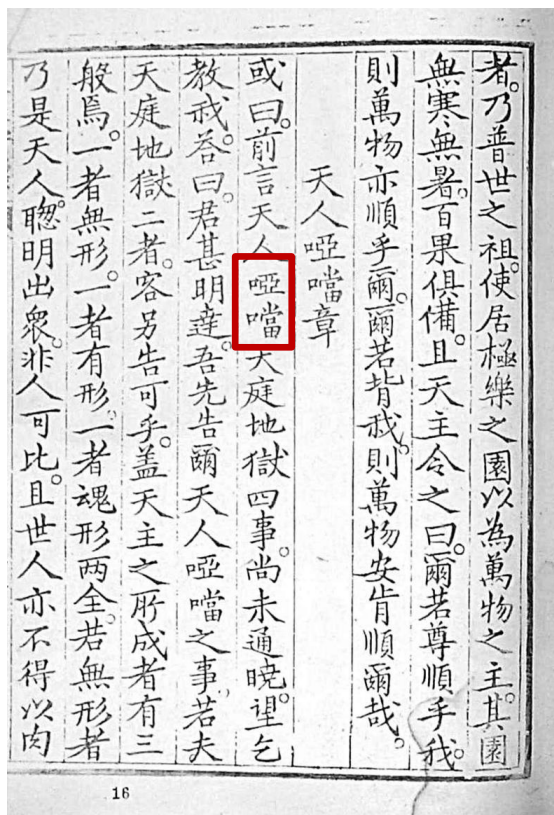 者。乃普世之祖。使居極樂之園以為萬物之主。其園
無寒無暑。百果俱備。且天主令之曰。爾若尊順乎我。
則萬物亦順乎爾。爾若背我。則萬物安肯順爾哉。
天人啞噹章
或曰。前言天人啞噹天庭地獄四事。尚未通曉。望乞
教我。答曰。君甚明達。吾先告爾天人啞噹之事。若夫
天庭地獄二者。容另告可乎。盖天主之所成者有三
般焉。一者無形。一者有形。一者魂形两全。若無形者
乃是天人。聰明出衆。非人可比。且世人亦不得以肉
16